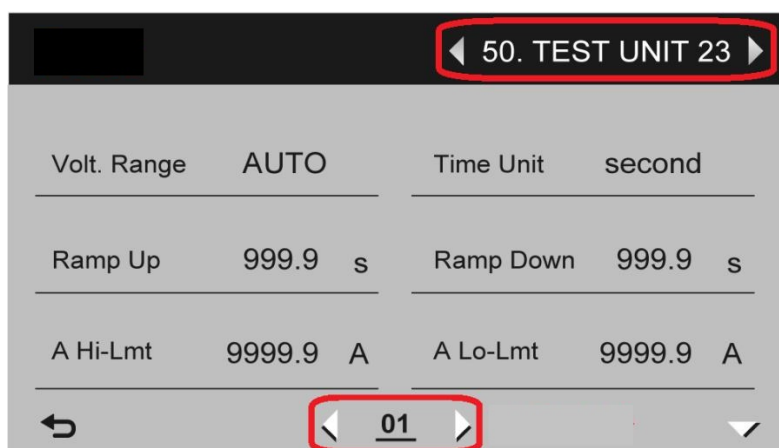 50. TEST UNIT 23
Volt. Range AUTO Time Unit second
Ramp Up 999.9 s Ramp Down 999.9 s
A Hi-Lmt 9999.9 A A Lo-Lmt 9999.9 A
01